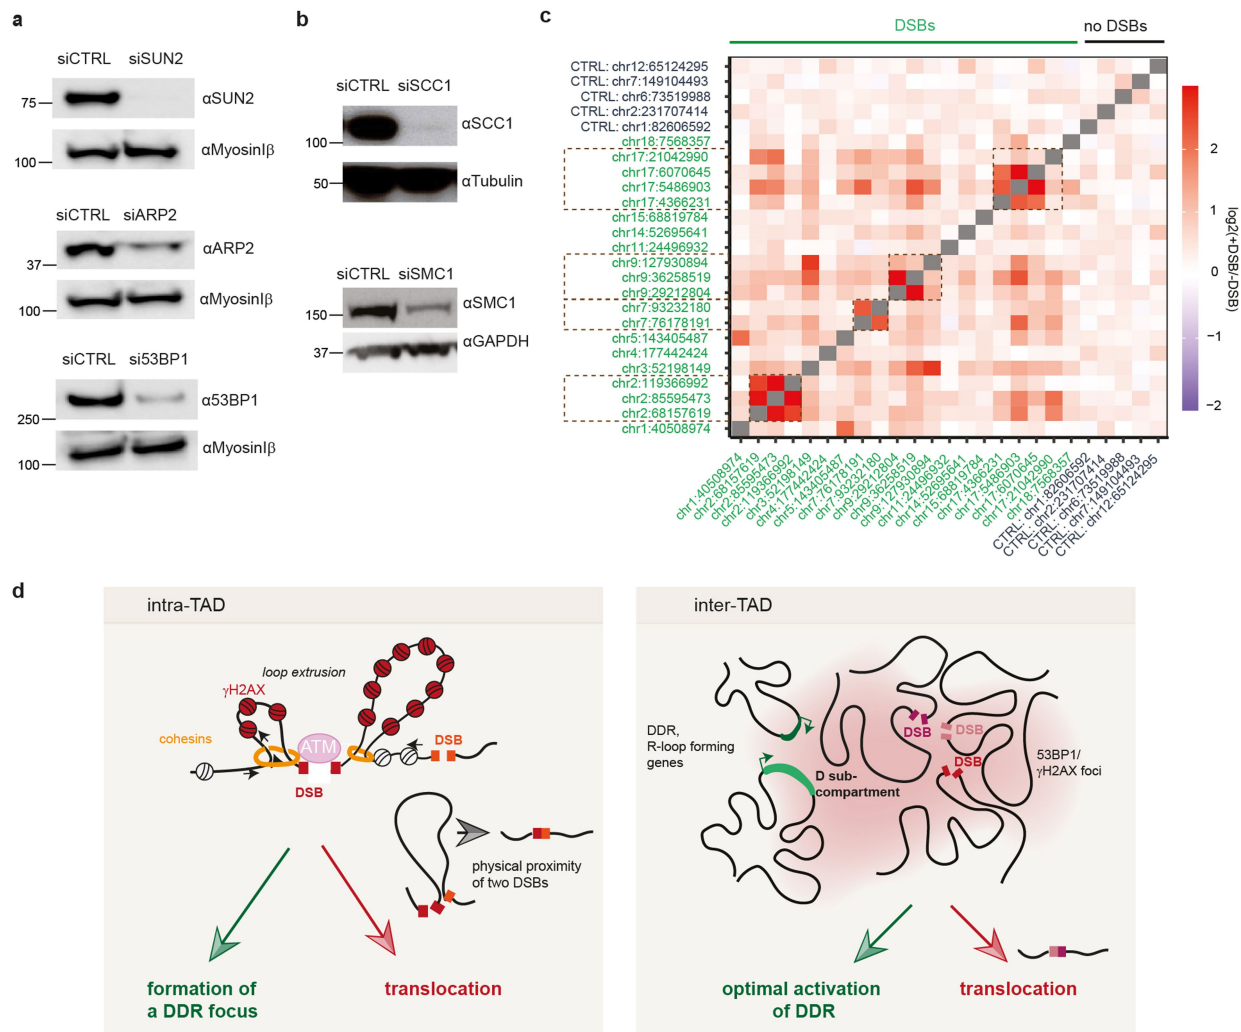 a
siCTRL siSUN2
75
αSUN2
100
αMyosinIβ
siCTRL siARP2
37
αARP2
100
αMyosinIβ
siCTRL si53BP1
250
α53BP1
100
αMyosinIβ
b
siCTRL siSCC1
100
αSCC1
50
αTubulin
siCTRL siSMC1
150
αSMC1
37
αGAPDH
c
DSBs no DSBs
CTRL: chr12:65124295
CTRL: chr7:149104493
CTRL: chr6:73519988
CTRL: chr2:231707414
CTRL: chr1:82606592
chr18:7568357
chr17:21042990
chr17:6070645
chr17:5486903
chr17:4366231
chr15:68819784
chr14:52695641
chr11:24496932
chr9:127930894
chr9:36258519
chr9:29212804
chr7:93232180
chr7:76178191
chr5:143405487
chr4:177442424
chr3:52198149
chr2:119366992
chr2:85595473
chr2:68157619
chr1:40508974
chr1:40508974
chr2:68157619
chr2:85595473
chr2:119366992
chr3:52198149
chr4:177442424
chr5:143405487
chr7:76178191
chr7:93232180
chr9:29212804
chr9:36258519
chr9:127930894
chr11:24496932
chr14:52695641
chr15:68819784
chr17:4366231
chr17:5486903
chr17:6070645
chr17:21042990
chr18:7568357
CTRL: chr1:82606592
CTRL: chr2:231707414
CTRL: chr6:73519988
CTRL: chr7:149104493
CTRL: chr12:65124295
2
1
0
−1
−2
log2(+DSB/-DSB)
d
intra-TAD
loop extrusion
γH2AX
cohesins
ATM
DSB
DSB
physical proximity
of two DSBs
formation of
a DDR focus
translocation
inter-TAD
DDR,
R-loop forming
genes
D sub-
compartment
DSB
DSB
DSB
53BP1/
γH2AX foci
optimal activation
of DDR
translocation